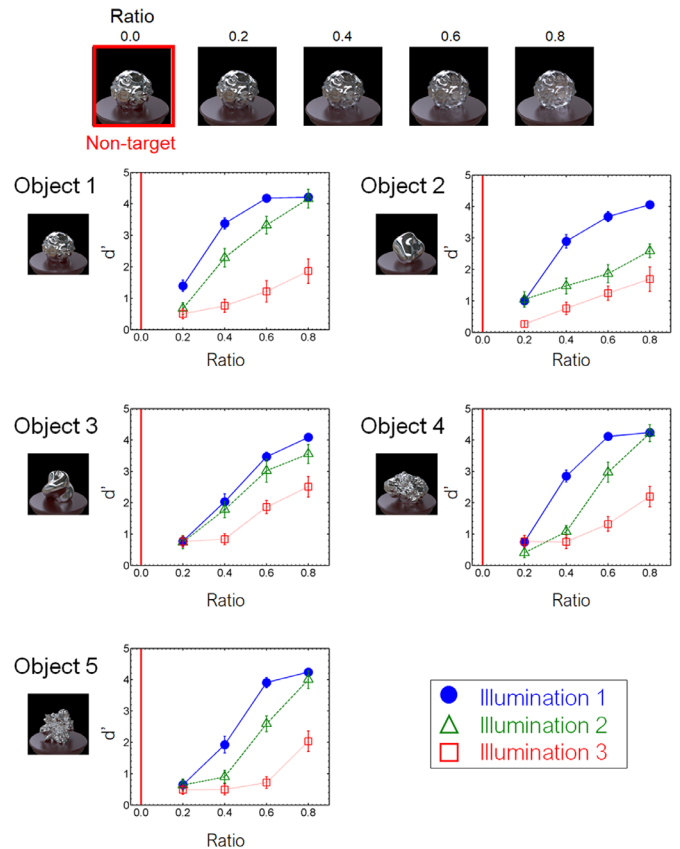 Ratio
0.0 0.2 0.4 0.6 0.8
Non-target
Object 1
d'
5
4
3
2
1
0
0.0 0.2 0.4 0.6 0.8
Ratio
Object 2
d'
5
4
3
2
1
0
0.0 0.2 0.4 0.6 0.8
Ratio
Object 3
d'
5
4
3
2
1
0
0.0 0.2 0.4 0.6 0.8
Ratio
Object 4
d'
5
4
3
2
1
0
0.0 0.2 0.4 0.6 0.8
Ratio
Object 5
d'
5
4
3
2
1
0
0.0 0.2 0.4 0.6 0.8
Ratio
Illumination 1
Illumination 2
Illumination 3